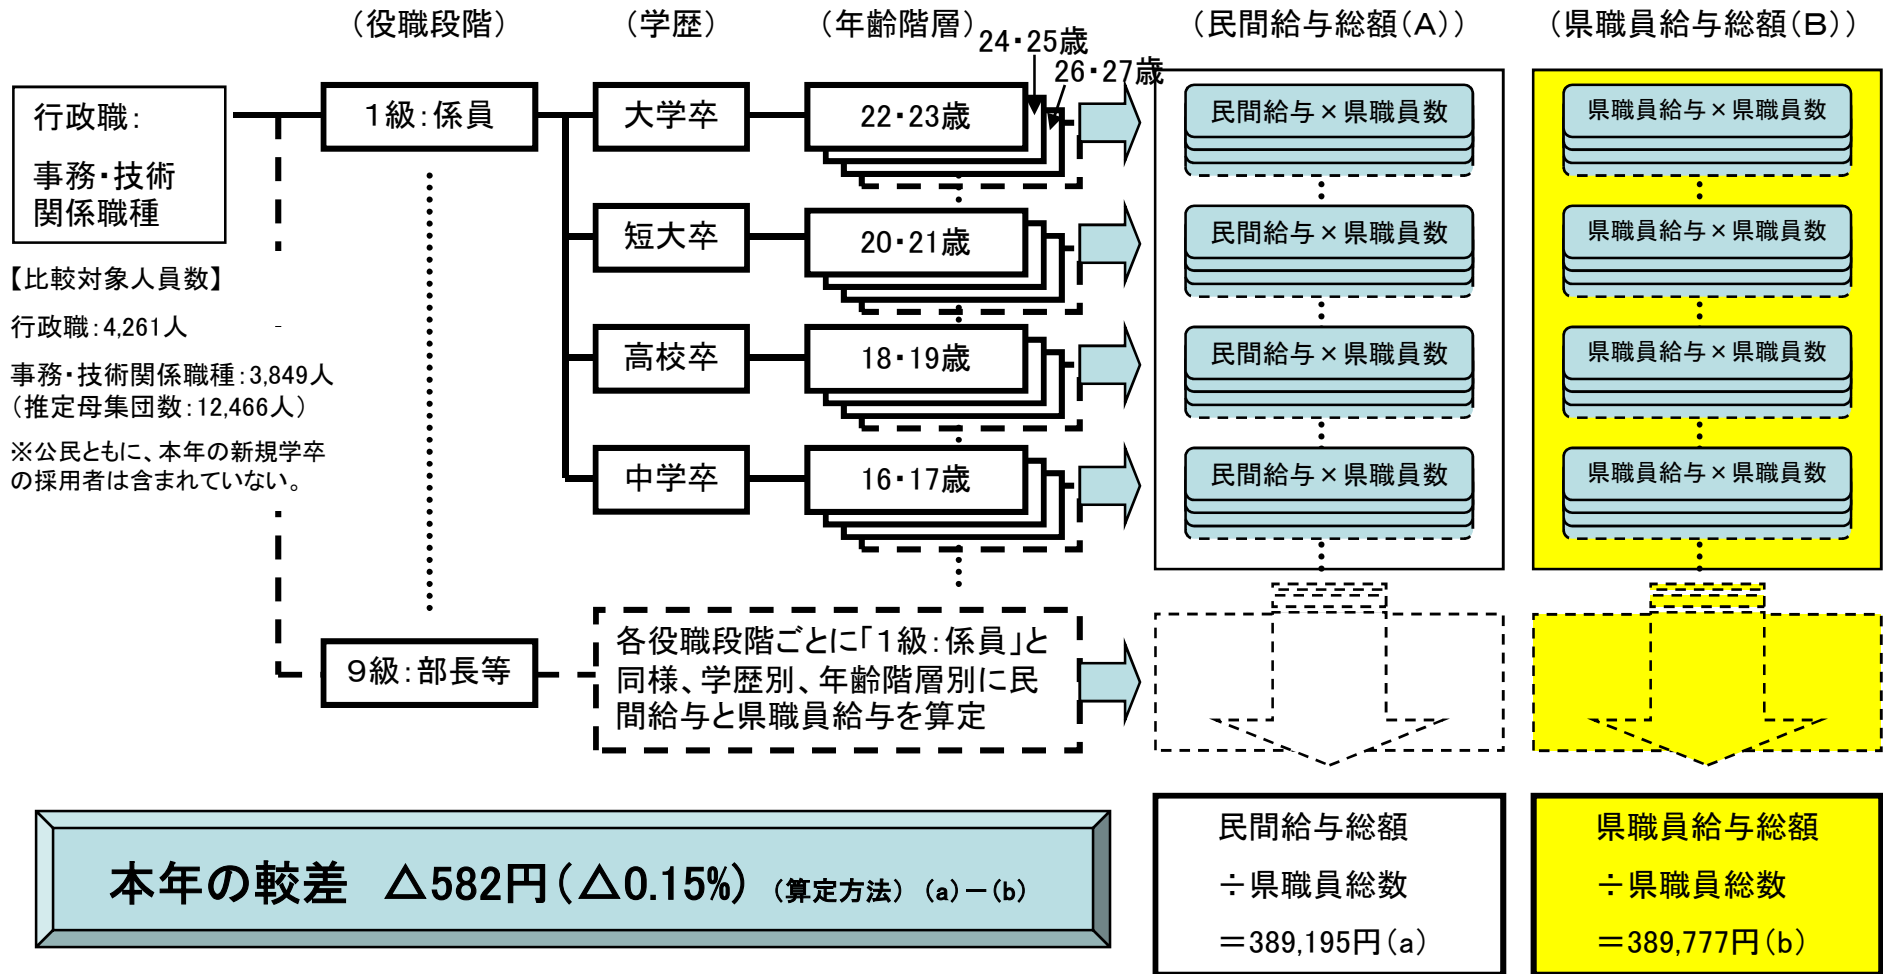 (役職段階)
(学歴)
(年齢階層)
(民間給与総額(A))
(県職員給与総額(B))
24・25歳
26・27歳
行政職:
事務・技術
関係職種
1級:係員
大学卒
22・23歳
民間給与×県職員数
県職員給与×県職員数
短大卒
20・21歳
民間給与×県職員数
県職員給与×県職員数
【比較対象人員数】
行政職:4,261人
事務・技術関係職種:3,849人
(推定母集団数:12,466人)
※公民ともに、本年の新規学卒
の採用者は含まれていない。
高校卒
18・19歳
民間給与×県職員数
県職員給与×県職員数
中学卒
16・17歳
民間給与×県職員数
県職員給与×県職員数
9級:部長等
各役職段階ごとに「1級:係員」と
同様、学歴別、年齢階層別に民
間給与と県職員給与を算定
本年の較差 △582円(△0.15%) (算定方法) (a)-(b)
民間給与総額
÷県職員総数
=389,195円(a)
県職員給与総額
÷県職員総数
=389,777円(b)